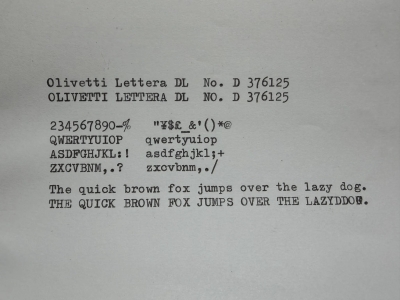 Olivetti Lettera DL No. D 376125
OLIVETTI LETTERA DL NO. D 376125
234567890-% "¥$£_&'()*@
QWERTYUIOP qwertyuiop
ASDFGHJKL:! asdfghjkl;+
ZXCVBNM,.? zxcvbnm,./
The quick brown fox jumps over the lazy dog.
THE QUICK BROWN FOX JUMPS OVER THE LAZYDDOG.